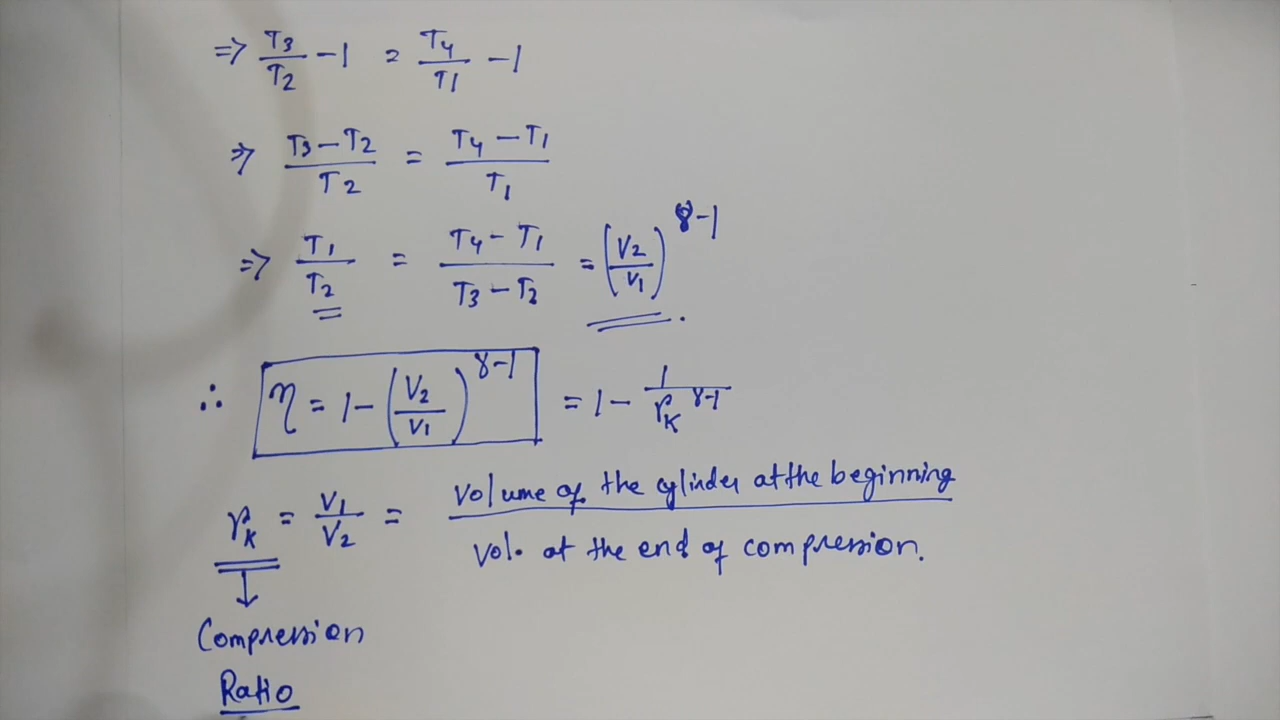 ⇒ T3/T2 − 1 = T4/T1 − 1
⇒ (T3 − T2)/T2 = (T4 − T1)/T1
⇒ T1/T2 = (T4 − T1)/(T3 − T2) = (V2/V1)^(γ−1).
∴ η = 1 − (V2/V1)^(γ−1) = 1 − 1/rK^(γ−1)
rK = V1/V2 = Volume of the cylinder at the beginning
vol. at the end of compression.
↓
Compression
Ratio